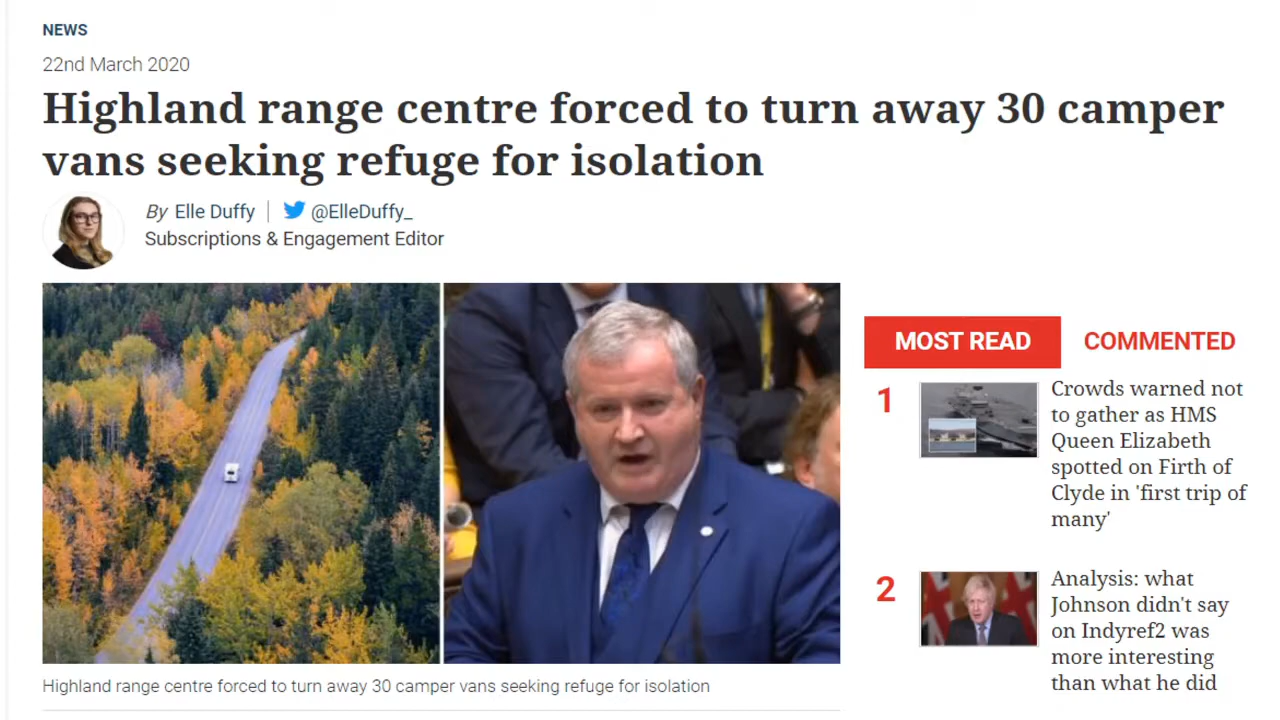 NEWS
22nd March 2020
Highland range centre forced to turn away 30 camper
vans seeking refuge for isolation
By Elle Duffy | @ElleDuffy_
Subscriptions & Engagement Editor
Highland range centre forced to turn away 30 camper vans seeking refuge for isolation
MOST READ
COMMENTED
1
Crowds warned not
to gather as HMS
Queen Elizabeth
spotted on Firth of
Clyde in 'first trip of
many'
2
Analysis: what
Johnson didn't say
on Indyref2 was
more interesting
than what he did